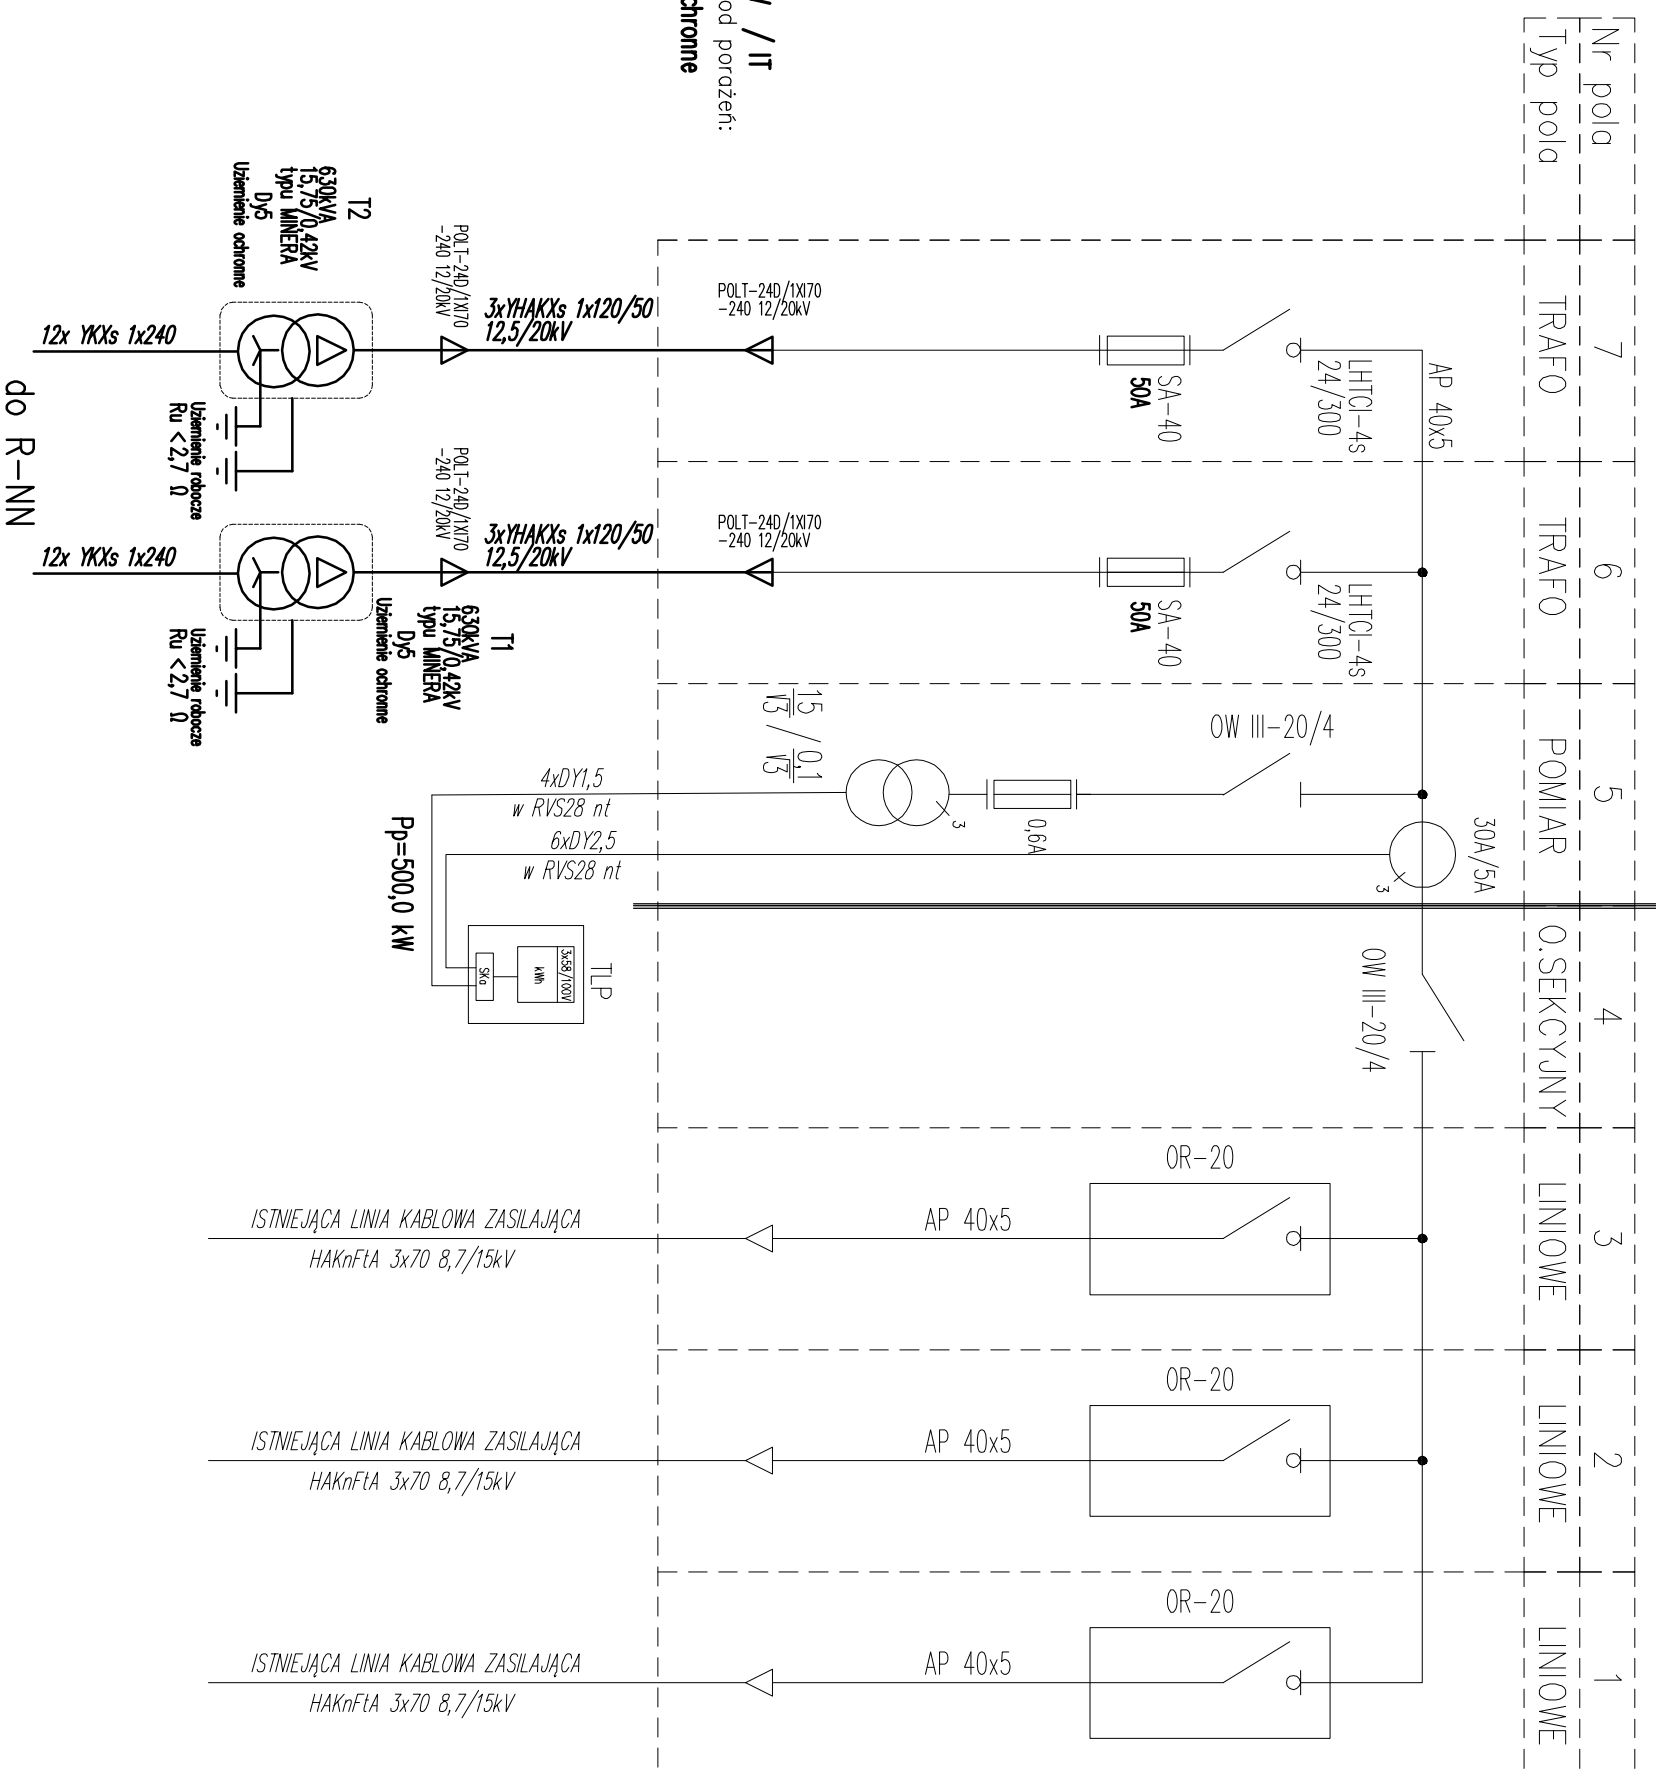 Nr pola
Typ pola
7
TRAFO
6
TRAFO
5
POMIAR
4
O.SEKCYJNY
3
LINIOWE
2
LINIOWE
1
LINIOWE
/ IT
od porażeń:
chronne
AP 40x5
LHTCI-4s
24/300
SA-40
50A
POLT-24D/1XI70
-240 12/20kV
3xYHAKXs 1x120/50
12,5/20kV
POLT-24D/1XI70
-240 12/20kV
T2
630kVA
15,75/0,42kV
typu MINERA
Dy5
Uziemienie ochronne
Uziemienie robocze
Ru <2,7 Ω
12x YKXs 1x240
do R-NN
LHTCI-4s
24/300
SA-40
50A
POLT-24D/1XI70
-240 12/20kV
3xYHAKXs 1x120/50
12,5/20kV
POLT-24D/1XI70
-240 12/20kV
T1
630kVA
15,75/0,42kV
typu MINERA
Dy5
Uziemienie ochronne
Uziemienie robocze
Ru <2,7 Ω
12x YKXs 1x240
30A/5A
3
OW III-20/4
0,6A
3
15/√3 / 0,1/√3
4xDY1,5
w RVS28 nt
6xDY2,5
w RVS28 nt
Pp=500,0 kW
TLP
3x58/100V
kWh
SKa
OW III-20/4
OR-20
AP 40x5
ISTNIEJĄCA LINIA KABLOWA ZASILAJĄCA
HAKnFtA 3x70 8,7/15kV
OR-20
AP 40x5
ISTNIEJĄCA LINIA KABLOWA ZASILAJĄCA
HAKnFtA 3x70 8,7/15kV
OR-20
AP 40x5
ISTNIEJĄCA LINIA KABLOWA ZASILAJĄCA
HAKnFtA 3x70 8,7/15kV